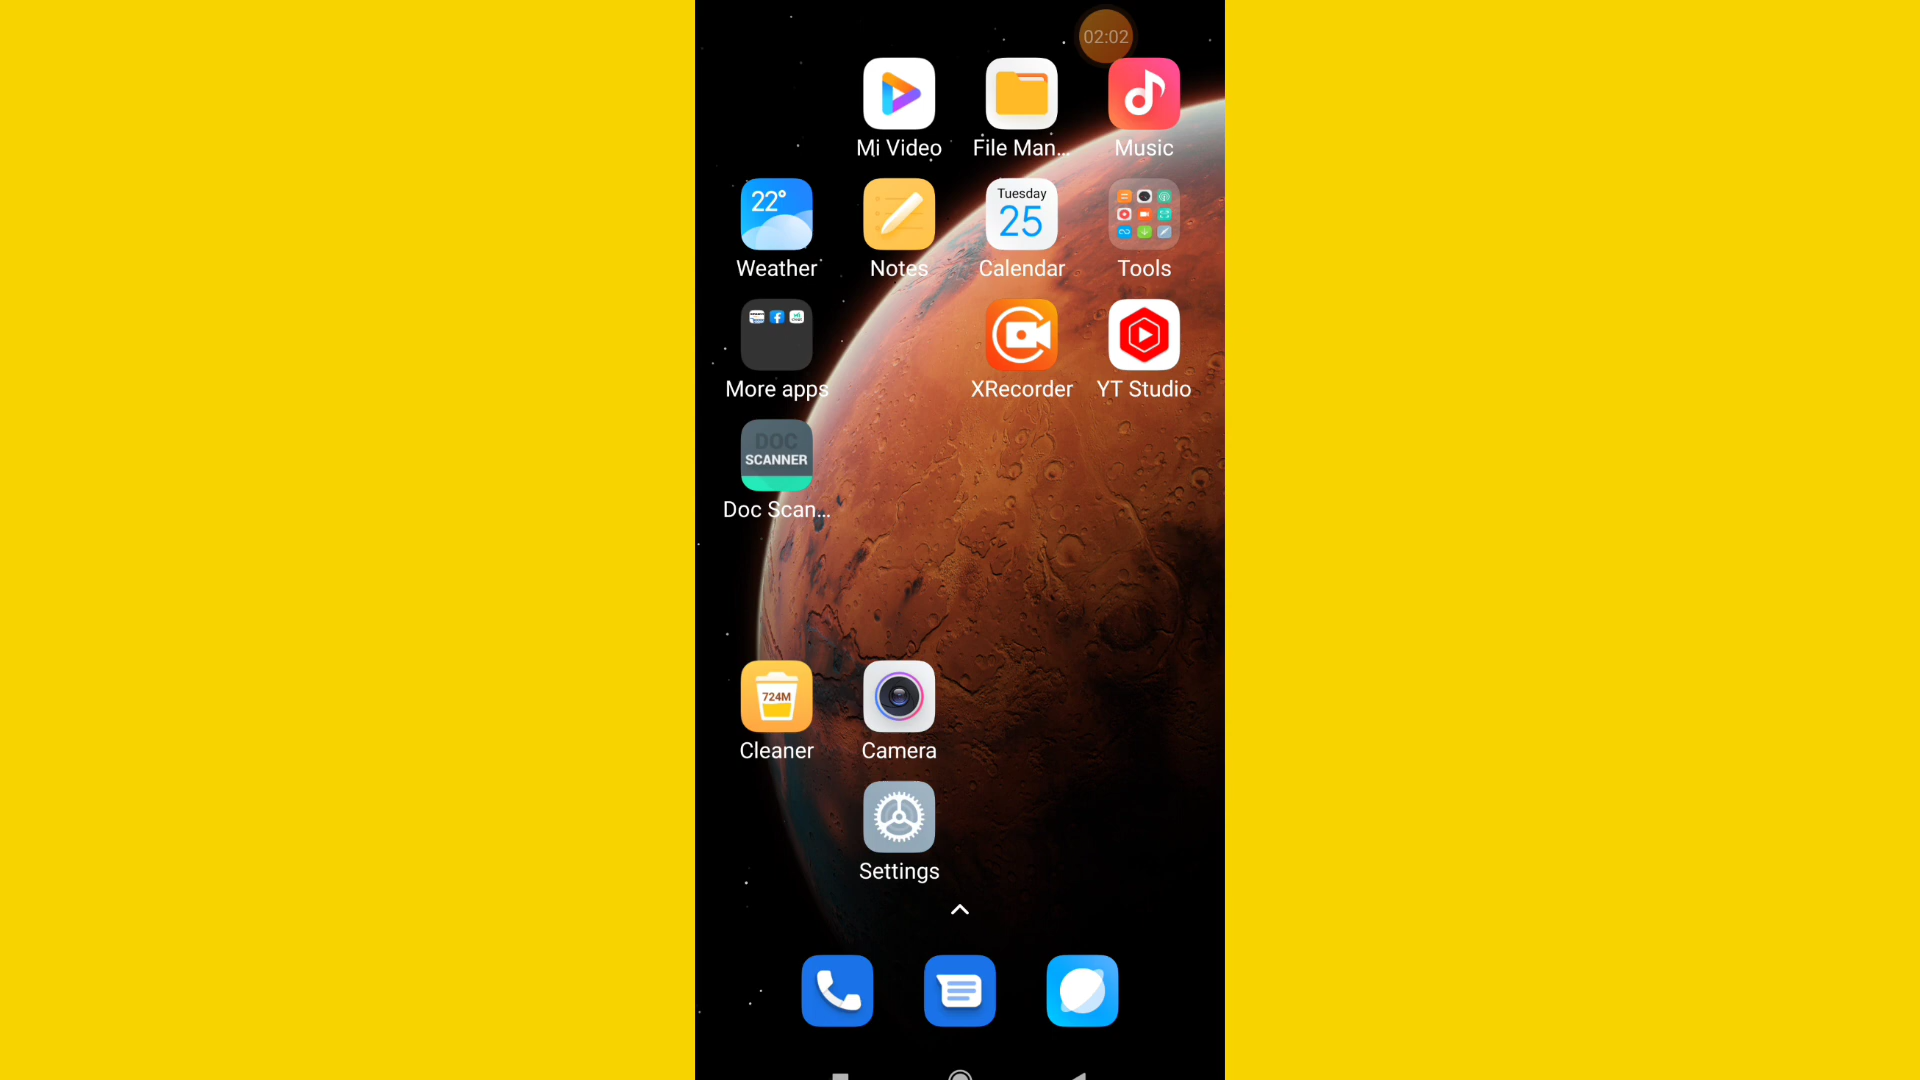 02:02
Mi Video
File Man...
Music
22°
Tuesday
25
Weather
Notes
Calendar
Tools
More apps
XRecorder
YT Studio
DOC
SCANNER
Doc Scan...
724M
Cleaner
Camera
Settings